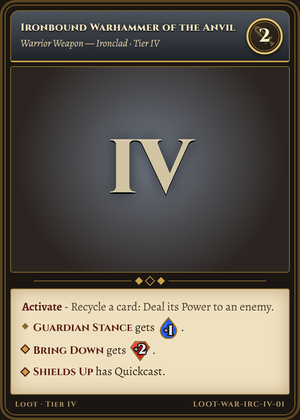 Ironbound Warhammer of the Anvil
2
Warrior Weapon — Ironclad · Tier IV
IV
Activate - Recycle a card: Deal its Power to an enemy.
Guardian Stance gets -1 .
Bring Down gets -2 .
Shields Up has Quickcast.
Loot · Tier IV
LOOT-WAR-IRC-IV-01